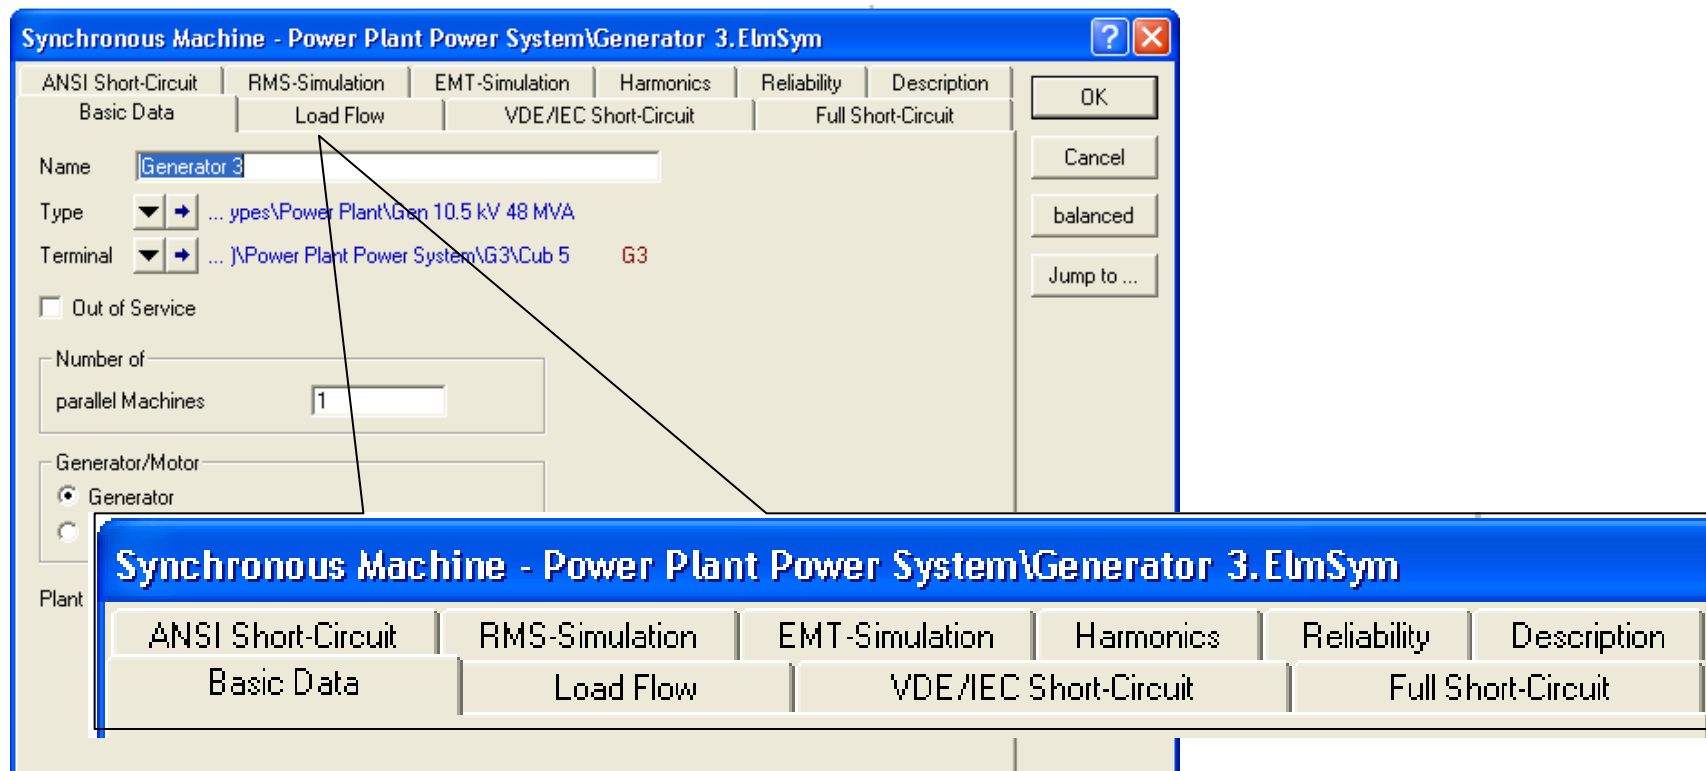 Synchronous Machine - Power Plant Power System\Generator 3.ElmSym
ANSI Short-Circuit RMS-Simulation EMT-Simulation Harmonics Reliability Description
Basic Data Load Flow VDE/IEC Short-Circuit Full Short-Circuit
OK
Cancel
balanced
Jump to ...
Name Generator 3
Type ... ypes\Power Plant\Gen 10.5 kV 48 MVA
Terminal ... )\Power Plant Power System\G3\Cub 5 G3
Out of Service
Number of
parallel Machines 1
Generator/Motor
Generator
Plant
Synchronous Machine - Power Plant Power System\Generator 3.ElmSym
ANSI Short-Circuit RMS-Simulation EMT-Simulation Harmonics Reliability Description
Basic Data Load Flow VDE/IEC Short-Circuit Full Short-Circuit